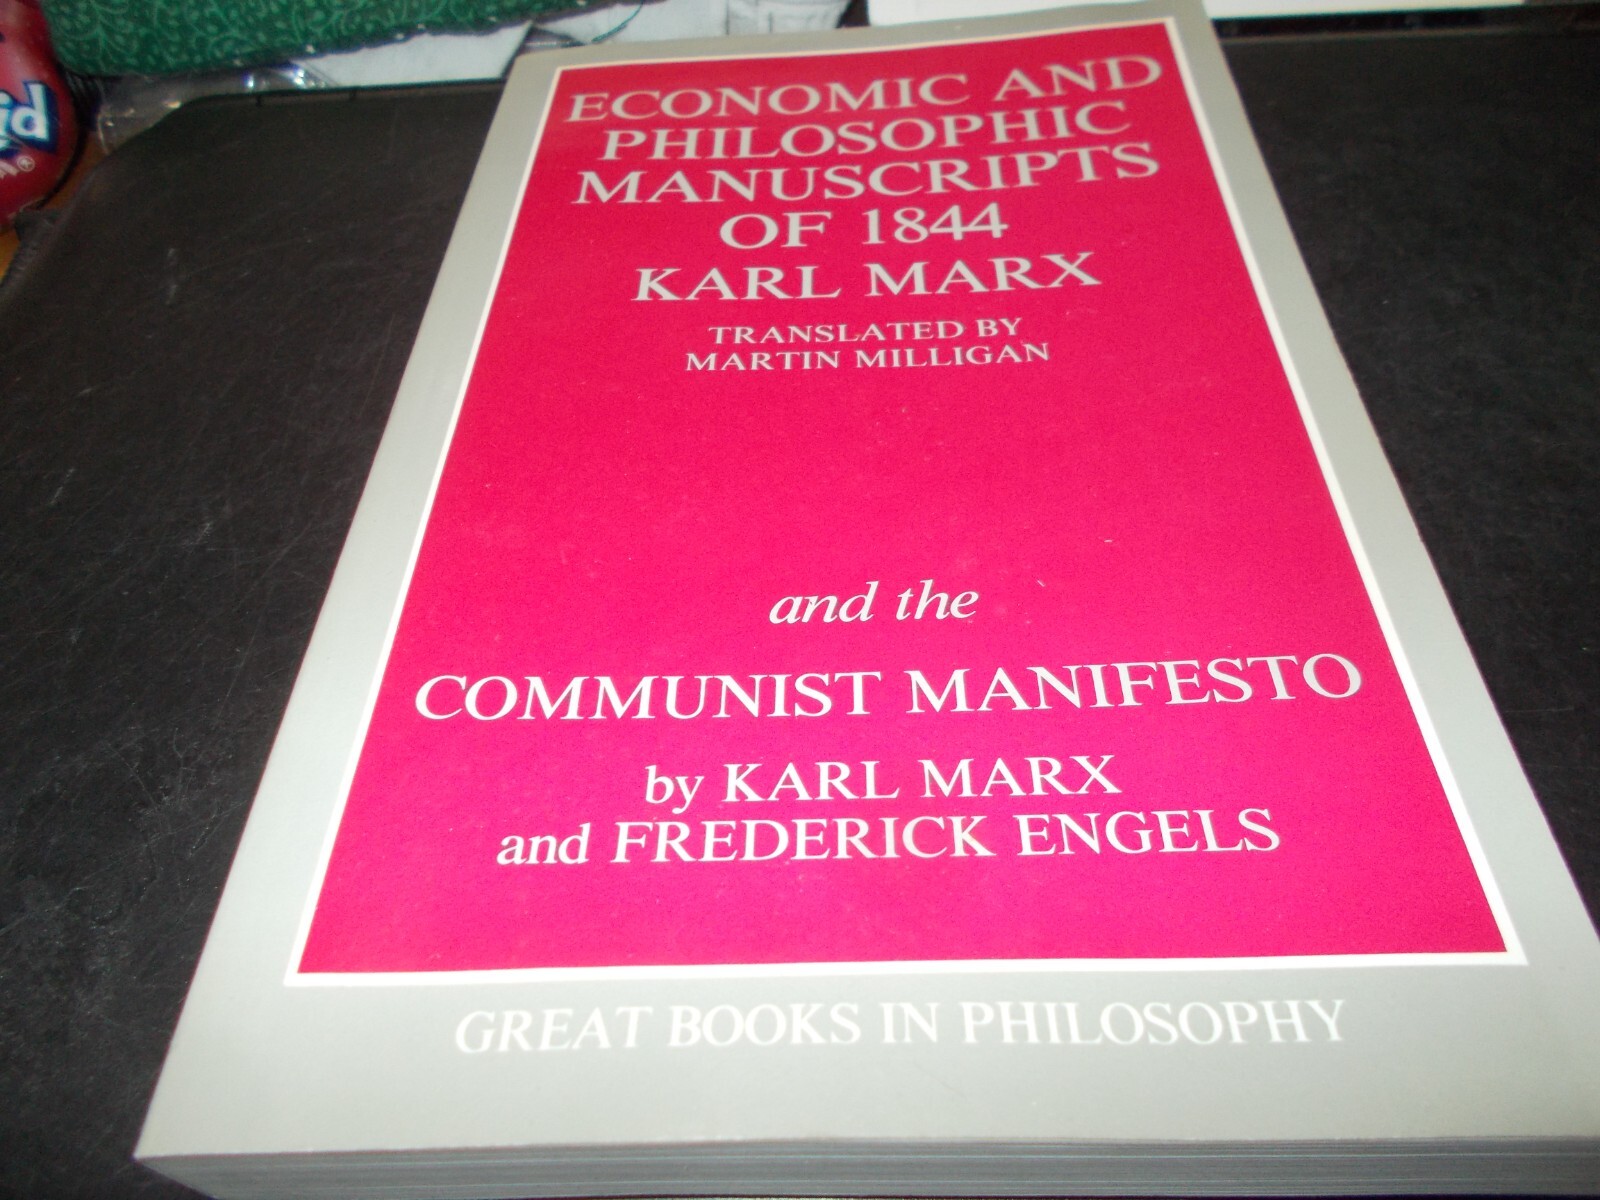 ECONOMIC AND
PHILOSOPHIC
MANUSCRIPTS
OF 1844
KARL MARX
TRANSLATED BY
MARTIN MILLIGAN
and the
COMMUNIST MANIFESTO
by KARL MARX
and FREDERICK ENGELS
GREAT BOOKS IN PHILOSOPHY